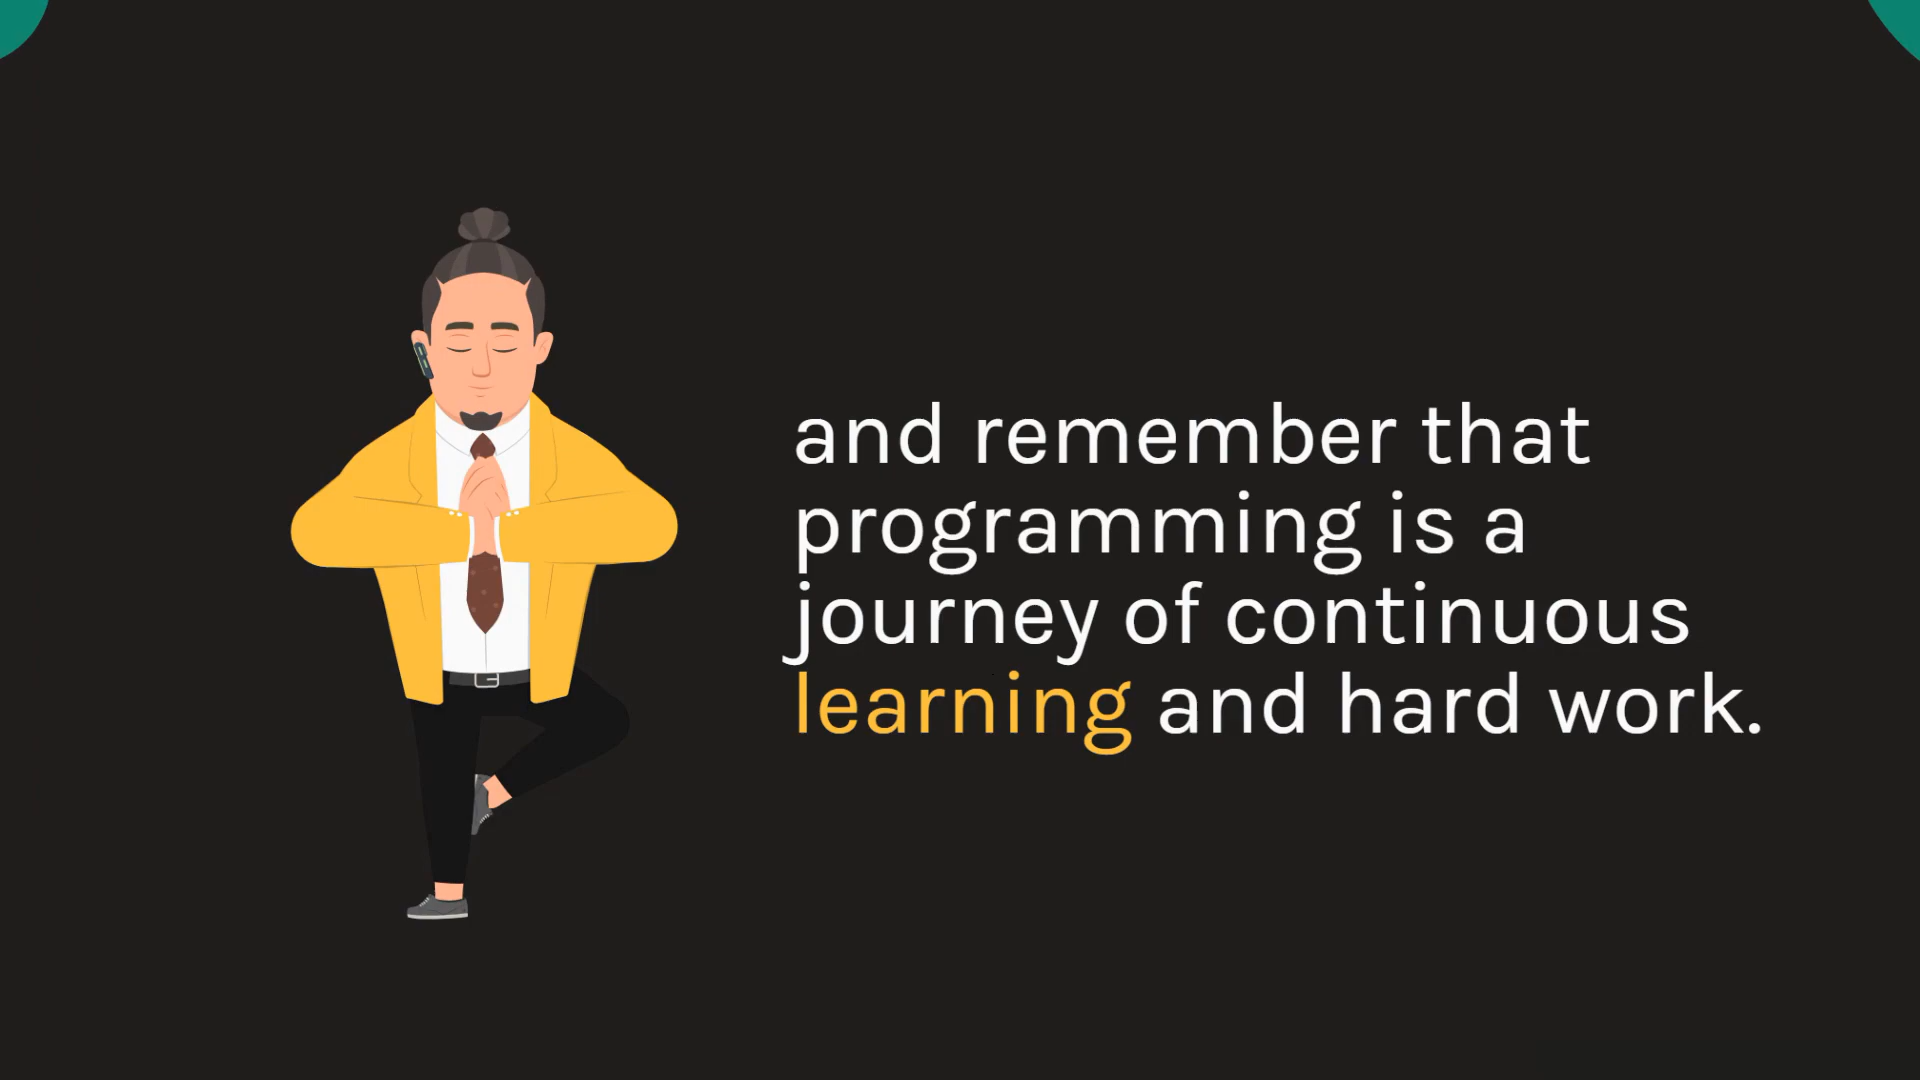 and remember that
programming is a
journey of continuous
learning and hard work.